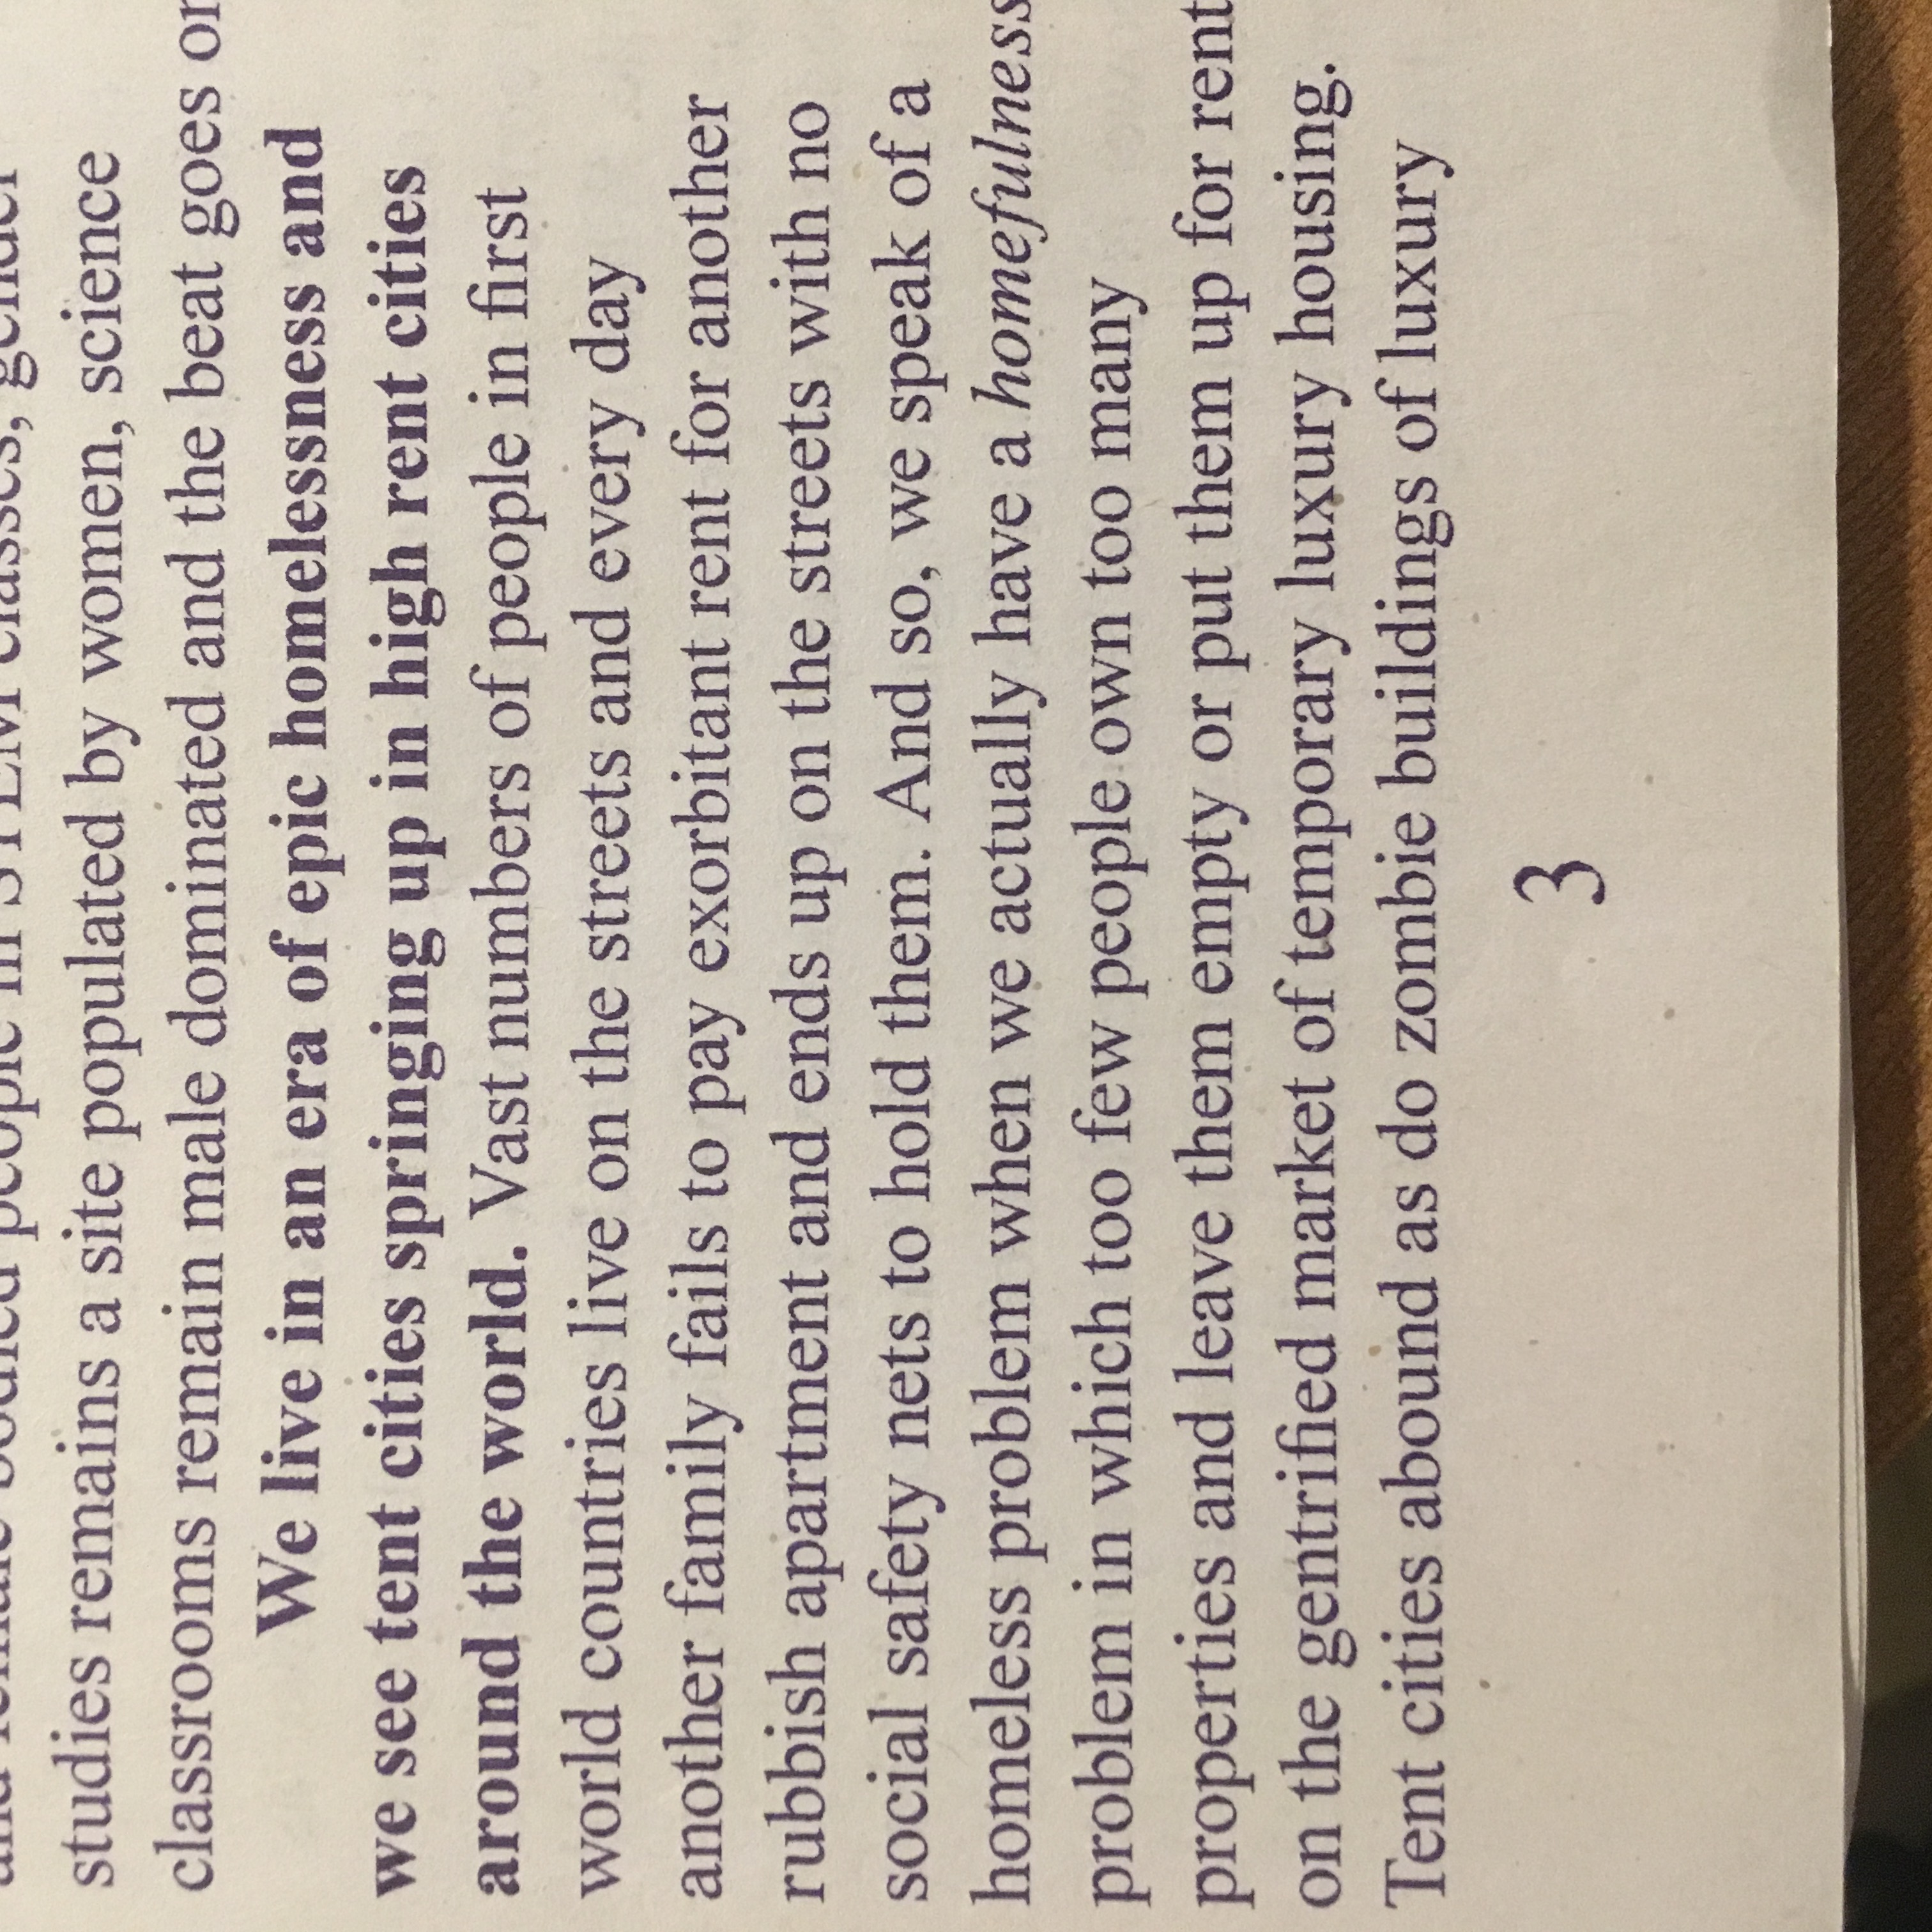 people in STEM classes, gender
studies remains a site populated by women, science
classrooms remain male dominated and the beat goes on
We live in an era of epic homelessness and
we see tent cities springing up in high rent cities
around the world. Vast numbers of people in first
world countries live on the streets and every day
another family fails to pay exorbitant rent for another
rubbish apartment and ends up on the streets with no
social safety nets to hold them. And so, we speak of a
homeless problem when we actually have a homefulness
problem in which too few people own too many
properties and leave them empty or put them up for rent
on the gentrified market of temporary luxury housing.
Tent cities abound as do zombie buildings of luxury
3